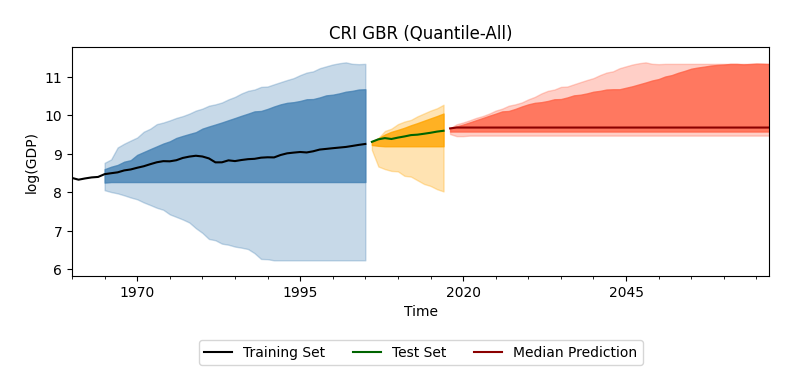 CRI GBR (Quantile-All)
11
10
9
8
7
6
log(GDP)
1970 1995 2020 2045
Time
Training Set Test Set Median Prediction